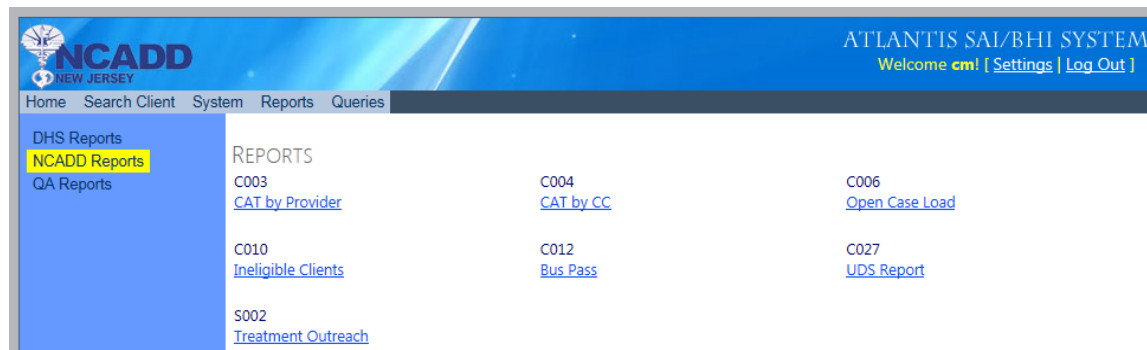 NCADD
NEW JERSEY
ATLANTIS SAI/BHI SYSTEM
Welcome cm! [ Settings | Log Out ]
Home Search Client System Reports Queries
DHS Reports
NCADD Reports
QA Reports
REPORTS
C003 C004 C006
CAT by Provider CAT by CC Open Case Load
C010 C012 C027
Ineligible Clients Bus Pass UDS Report
S002
Treatment Outreach